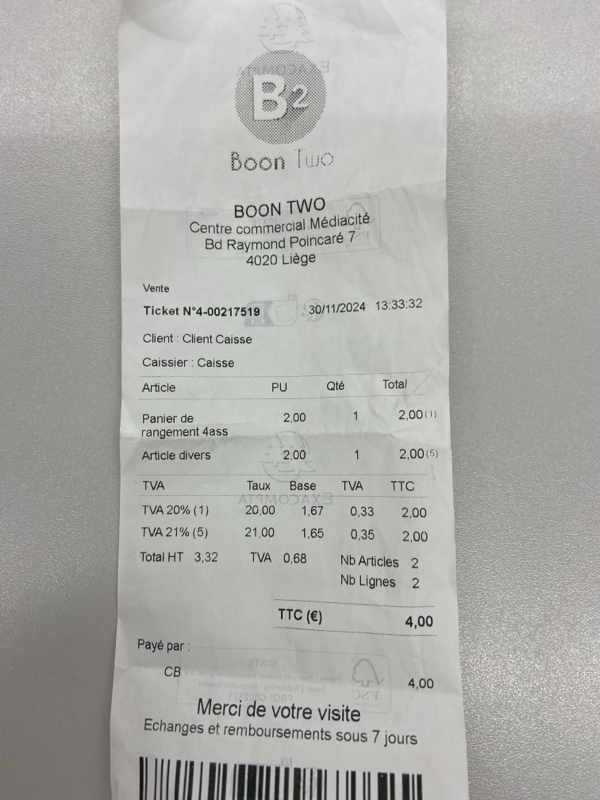 B2
Boon Two
BOON TWO
Centre commercial Médiacité
Bd Raymond Poincaré 7
4020 Liège
Vente
Ticket N°4-00217519 30/11/2024 13:33:32
Client : Client Caisse
Caissier : Caisse
Article PU Qté Total
Panier de 2,00 1 2,00(1)
rangement 4ass
Article divers 2,00 1 2,00(5)
TVA Taux Base TVA TTC
TVA 20% (1) 20,00 1,67 0,33 2,00
TVA 21% (5) 21,00 1,65 0,35 2,00
Total HT 3,32 TVA 0,68 Nb Articles 2
Nb Lignes 2
TTC (€) 4,00
Payé par :
CB 4,00
Merci de votre visite
Echanges et remboursements sous 7 jours
EXACOMPTA
EXACOMPTA
FSC
FSC
MIXTE